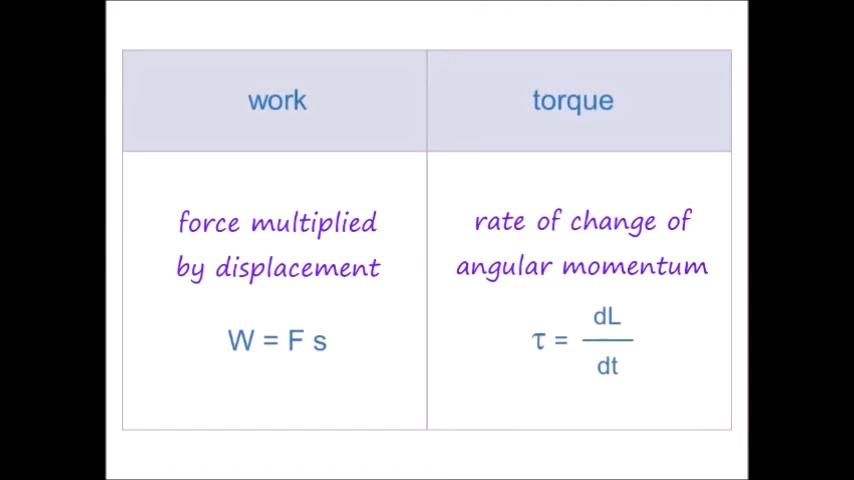 work
torque
force multiplied
by displacement
W = F s
rate of change of
angular momentum
τ = dL
dt